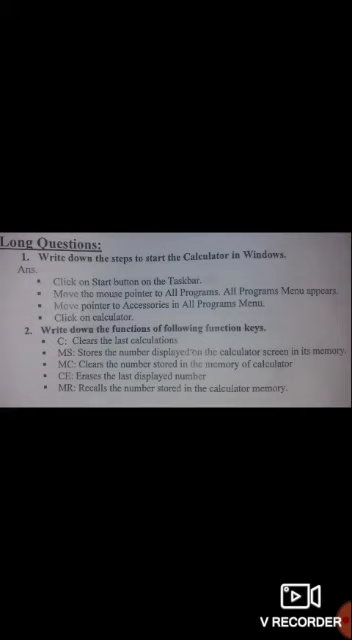 Long Questions:
1. Write down the steps to start the Calculator in Windows.
Ans.
• Click on Start button on the Taskbar.
• Move the mouse pointer to All Programs. All Programs Menu appears.
• Move pointer to Accessories in All Programs Menu.
• Click on calculator.
2. Write down the functions of following function keys.
• C: Clears the last calculations
• MS: Stores the number displayed on the calculator screen in its memory.
• MC: Clears the number stored in the memory of calculator
• CE: Erases the last displayed number
• MR: Recalls the number stored in the calculator memory.
V RECORDER